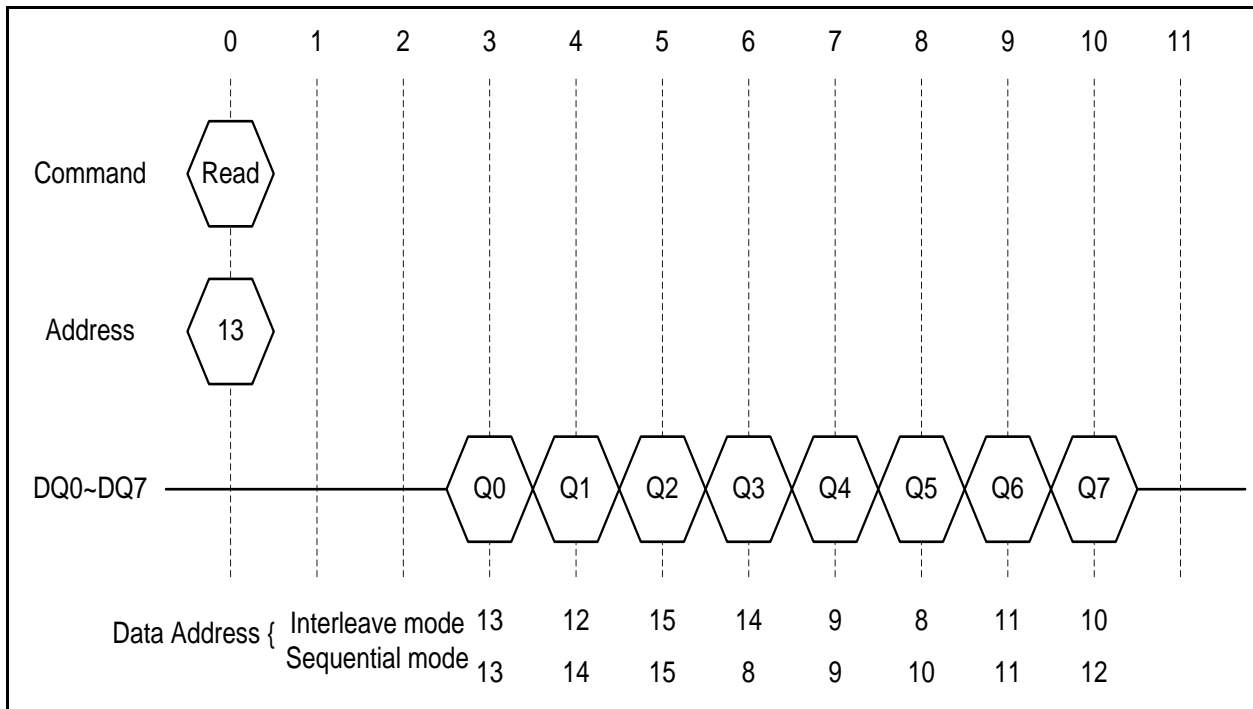 0 1 2 3 4 5 6 7 8 9 10 11
Command Read
Address 13
DQ0~DQ7 Q0 Q1 Q2 Q3 Q4 Q5 Q6 Q7
Data Address { Interleave mode 13 12 15 14 9 8 11 10
Sequential mode 13 14 15 8 9 10 11 12